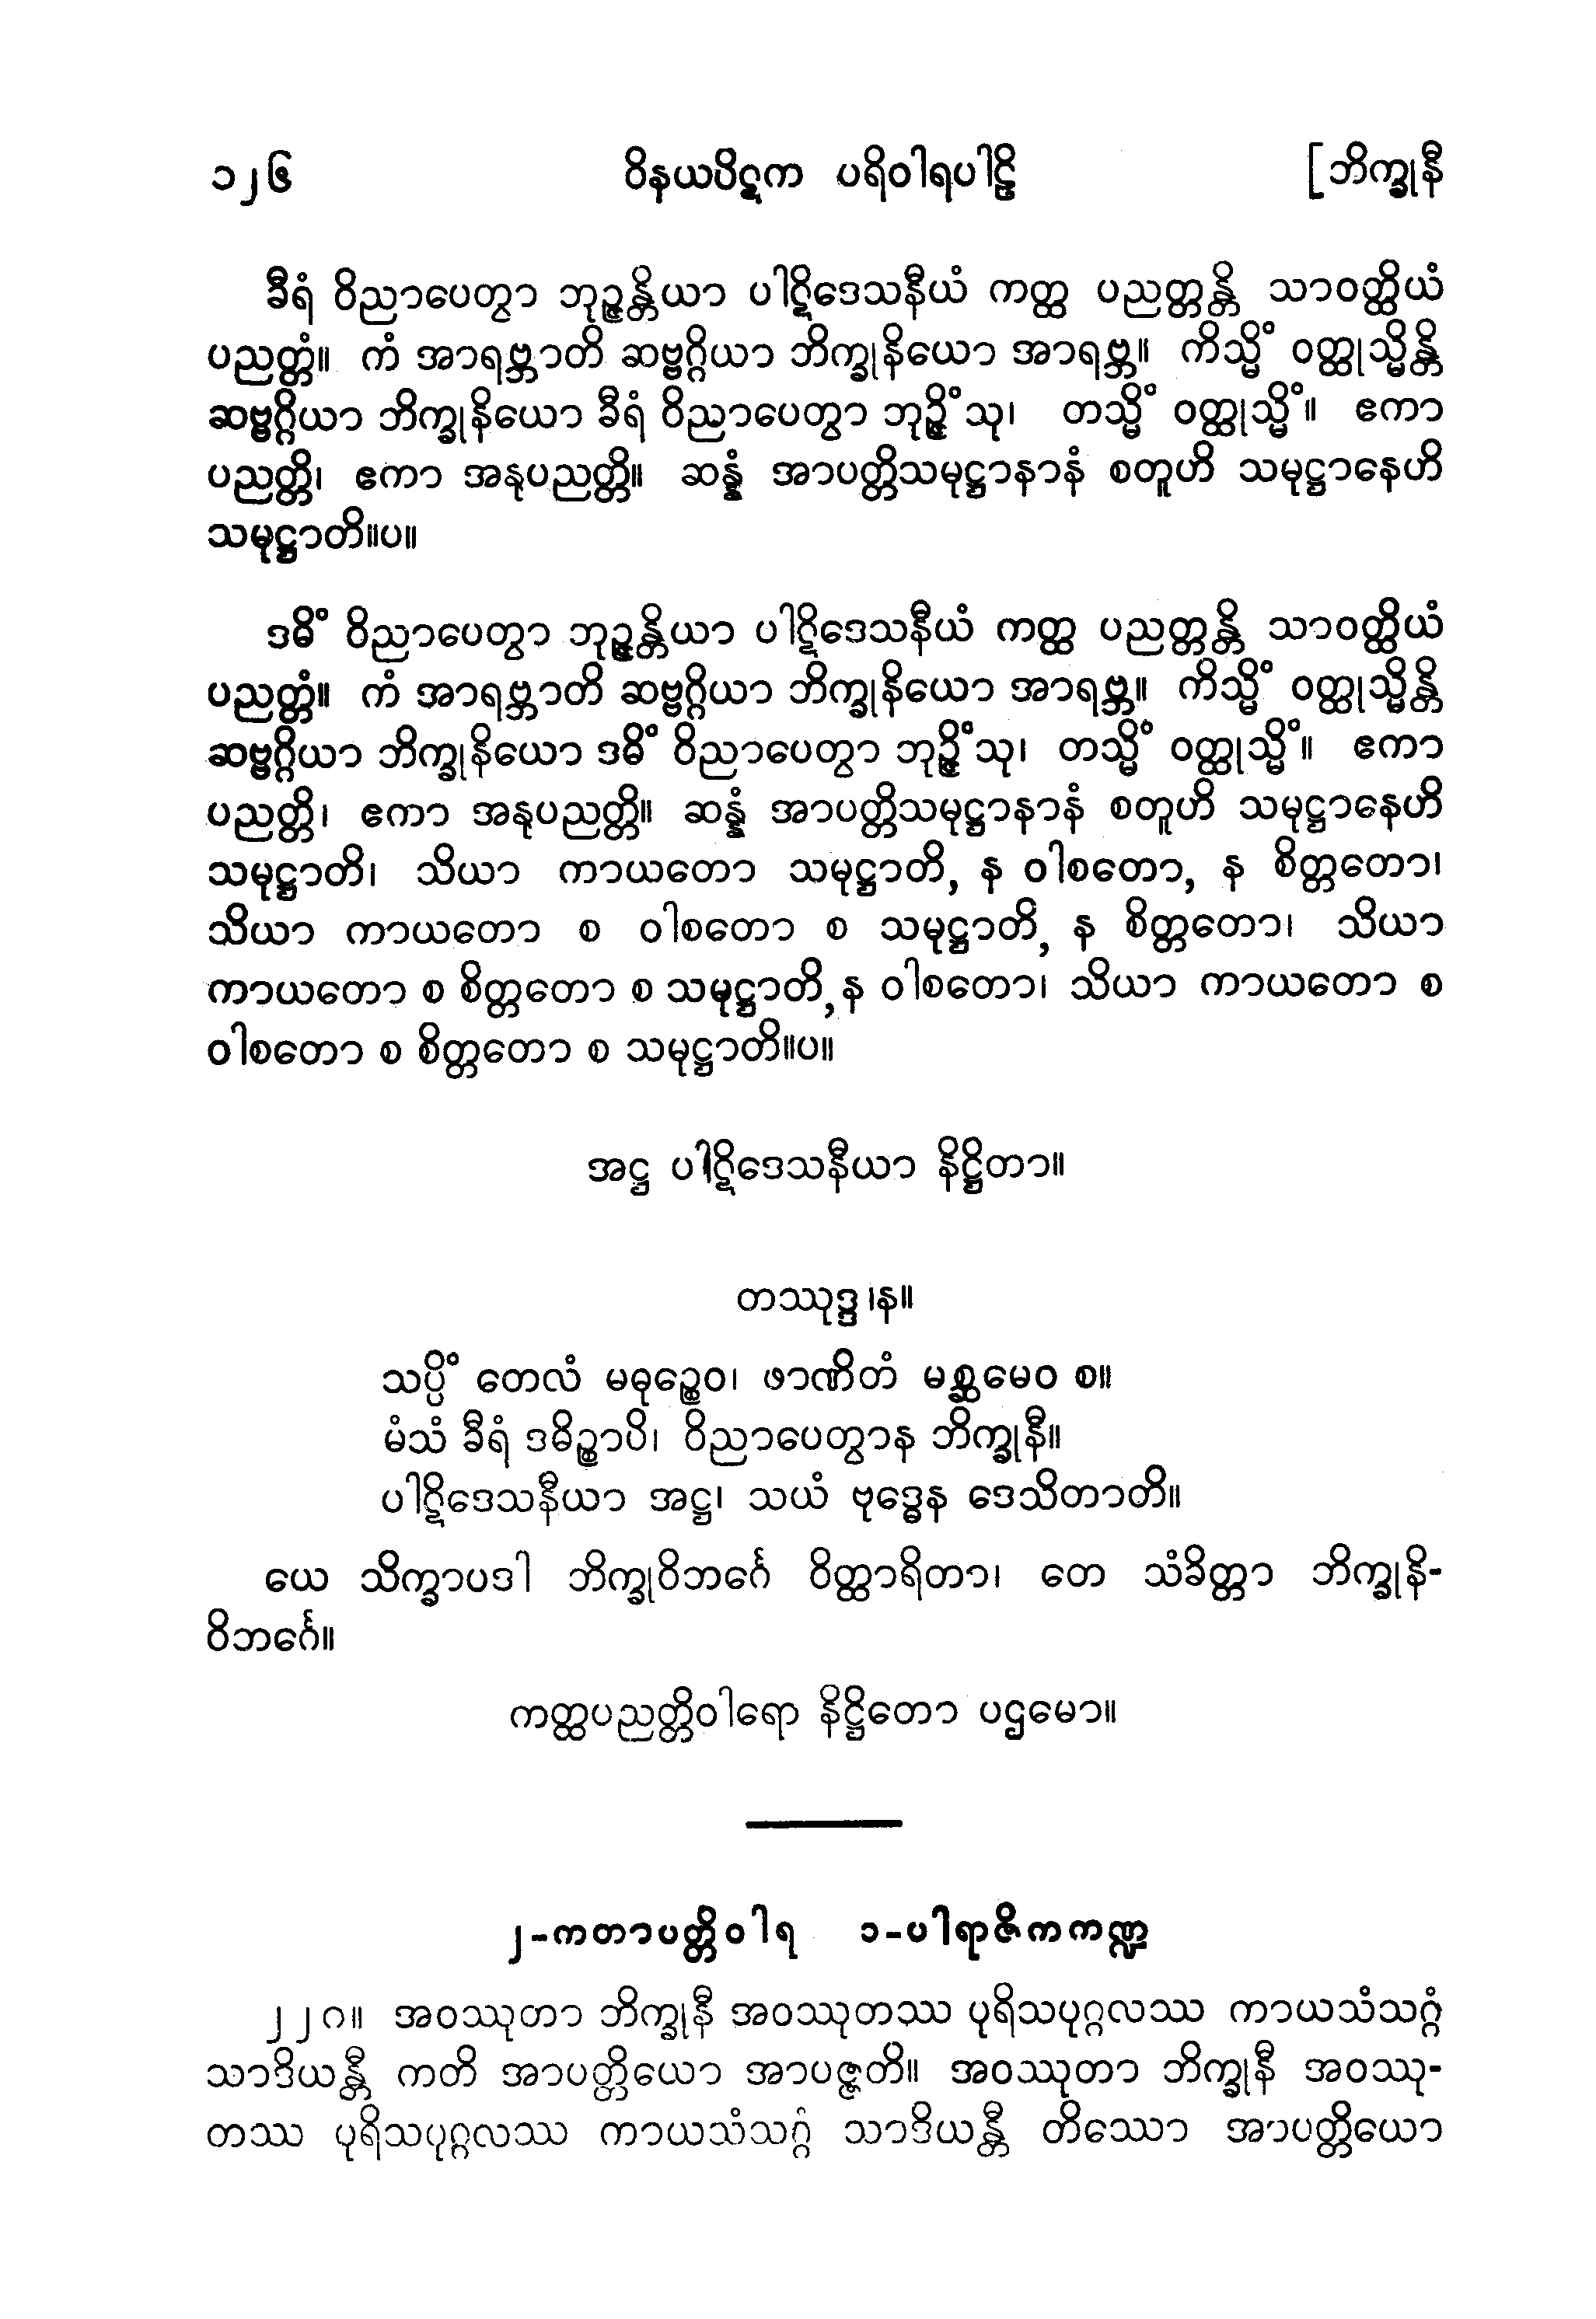 ၁၂၆ ဝိနယပိဋက ပရိဝါရပါဠိ [ဘိက္ခုနီ
ခီရံ ဝိညာပေတွာ ဘုဉ္ဇန္တိယာ ပါဋိဒေသနီယံ ကတ္ထ ပညတ္တန္တိ သာဝတ္ထိယံ
ပညတ္တံ။ ကံ အာရဗ္ဘာတိ ဆဗ္ဗဂ္ဂိယာ ဘိက္ခုနိယော အာရဗ္ဘ။ ကိသ္မိံ ဝတ္ထုသ္မိန္တိ
ဆဗ္ဗဂ္ဂိယာ ဘိက္ခုနိယော ခီရံ ဝိညာပေတွာ ဘုဉ္ဇိံသု၊ တသ္မိံ ဝတ္ထုသ္မိံ။ ဧကာ
ပညတ္တိ၊ ဧကာ အနုပညတ္တိ။ ဆန္နံ အာပတ္တိသမုဋ္ဌာနာနံ စတူဟိ သမုဋ္ဌာနေဟိ
သမုဋ္ဌာတိ။ပ။
ဒဓိံ ဝိညာပေတွာ ဘုဉ္ဇန္တိယာ ပါဋိဒေသနီယံ ကတ္ထ ပညတ္တန္တိ သာဝတ္ထိယံ
ပညတ္တံ။ ကံ အာရဗ္ဘာတိ ဆဗ္ဗဂ္ဂိယာ ဘိက္ခုနိယော အာရဗ္ဘ။ ကိသ္မိံ ဝတ္ထုသ္မိန္တိ
ဆဗ္ဗဂ္ဂိယာ ဘိက္ခုနိယော ဒဓိံ ဝိညာပေတွာ ဘုဉ္ဇိံသု၊ တသ္မိံ ဝတ္ထုသ္မိံ။ ဧကာ
ပညတ္တိ၊ ဧကာ အနုပညတ္တိ။ ဆန္နံ အာပတ္တိသမုဋ္ဌာနာနံ စတူဟိ သမုဋ္ဌာနေဟိ
သမုဋ္ဌာတိ၊ သိယာ ကာယတော သမုဋ္ဌာတိ, န ဝါစတော, န စိတ္တတော၊
သိယာ ကာယတော စ ဝါစတော စ သမုဋ္ဌာတိ, န စိတ္တတော၊ သိယာ
ကာယတော စ စိတ္တတော စ သမုဋ္ဌာတိ, န ဝါစတော၊ သိယာ ကာယတော စ
ဝါစတော စ စိတ္တတော စ သမုဋ္ဌာတိ။ပ။
အဋ္ဌ ပါဋိဒေသနီယာ နိဋ္ဌိတာ။
တဿုဒ္ဒါန။
သပ္ပိံ တေလံ မဓုဉ္စေဝ၊ ဖာဏိတံ မစ္ဆမေဝ စ။
မံသံ ခီရံ ဒဓိဉ္စာပိ၊ ဝိညာပေတွာန ဘိက္ခုနီ။
ပါဋိဒေသနီယာ အဋ္ဌ၊ သယံ ဗုဒ္ဓေန ဒေသိတာတိ။
ယေ သိက္ခာပဒါ ဘိက္ခုဝိဘင်္ဂေ ဝိတ္ထာရိတာ၊ တေ သံခိတ္တာ ဘိက္ခုနိ-
ဝိဘင်္ဂေ။
ကတ္ထပညတ္တိဝါရော နိဋ္ဌိတော ပဌမော။
၂-ကတာပတ္တိဝါရ ၁-ပါရာဇိကကဏ္ဍ
၂၂၈။ အဝဿုတာ ဘိက္ခုနီ အဝဿုတဿ ပုရိသပုဂ္ဂလဿ ကာယသံသဂ္ဂံ
သာဒိယန္တီ ကတိ အာပတ္တိယော အာပဇ္ဇတိ။ အဝဿုတာ ဘိက္ခုနီ အဝဿု-
တဿ ပုရိသပုဂ္ဂလဿ ကာယသံသဂ္ဂံ သာဒိယန္တီ တိဿော အာပတ္တိယော